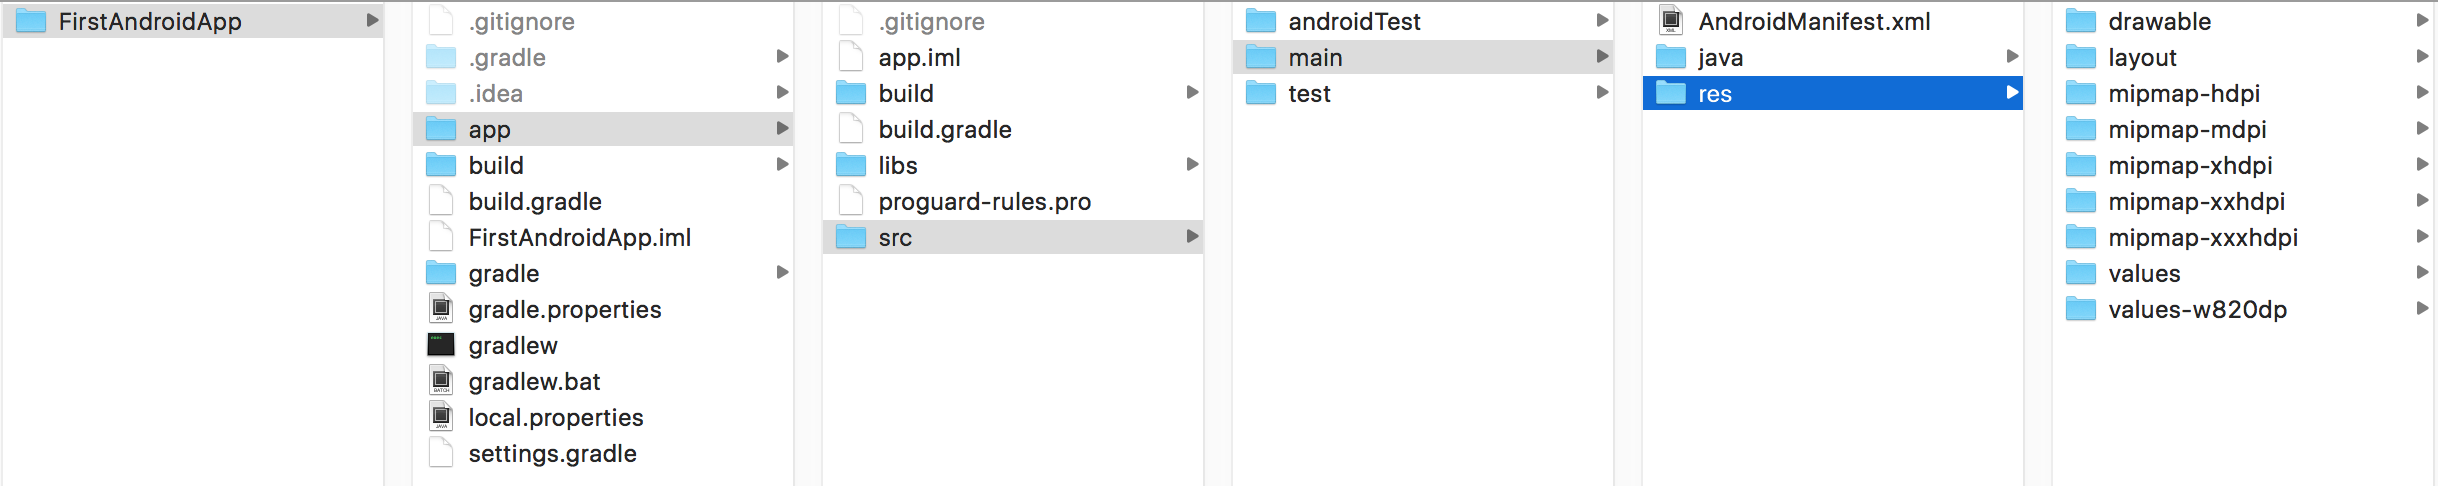 FirstAndroidApp
.gitignore
.gradle
.idea
app
build
build.gradle
FirstAndroidApp.iml
gradle
gradle.properties
gradlew
gradlew.bat
local.properties
settings.gradle
.gitignore
app.iml
build
build.gradle
libs
proguard-rules.pro
src
androidTest
main
test
AndroidManifest.xml
java
res
drawable
layout
mipmap-hdpi
mipmap-mdpi
mipmap-xhdpi
mipmap-xxhdpi
mipmap-xxxhdpi
values
values-w820dp